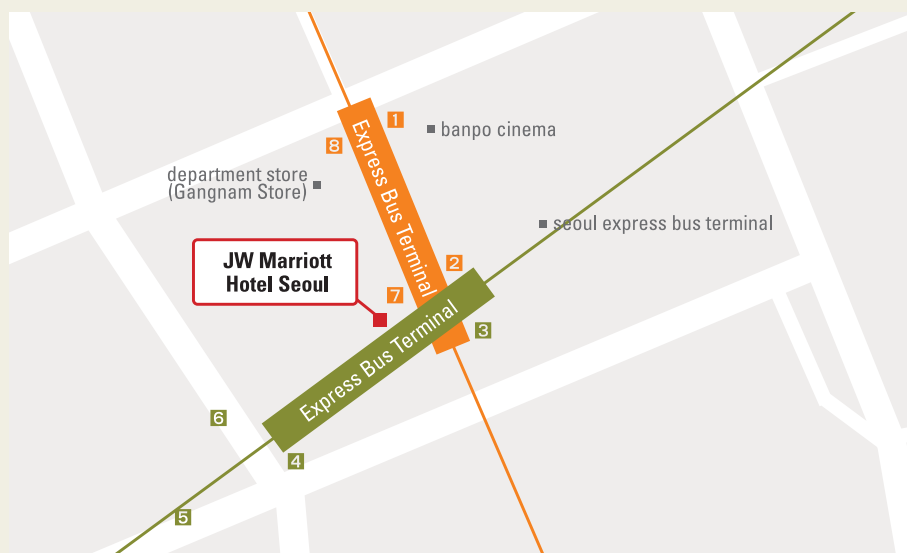 1
banpo cinema
8
Express Bus Terminal
department store
(Gangnam Store)
seoul express bus terminal
JW Marriott
Hotel Seoul
2
7
3
Express Bus Terminal
6
4
5